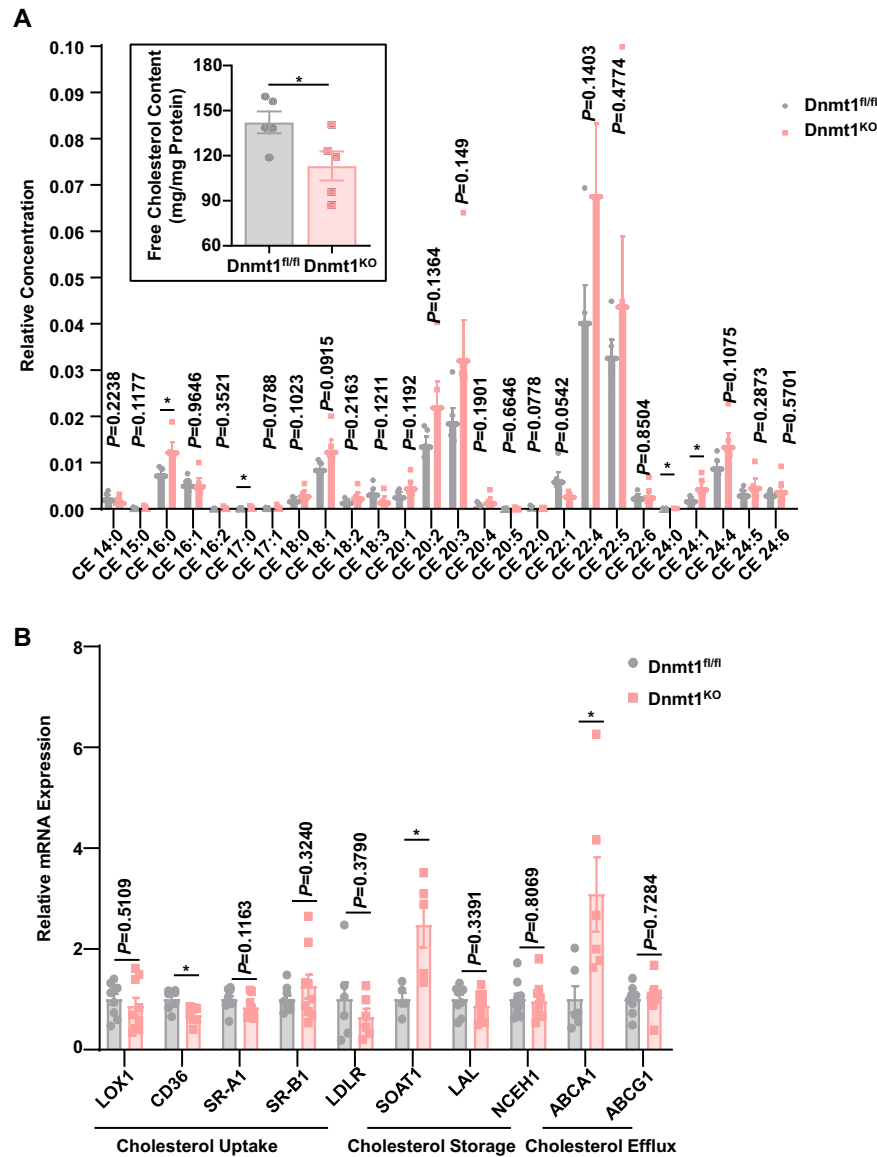 A
Relative Concentration
0.10
0.09
0.08
0.07
0.06
0.05
0.04
0.03
0.02
0.01
0.00
Free Cholesterol Content
(mg/mg Protein)
180
150
120
90
60
*
Dnmt1fl/fl Dnmt1KO
Dnmt1fl/fl
Dnmt1KO
P=0.2238
P=0.1177
*
P=0.9646
P=0.3521
*
P=0.0788
P=0.1023
P=0.0915
P=0.2163
P=0.1211
P=0.1192
P=0.1364
P=0.149
P=0.1901
P=0.6646
P=0.0778
P=0.0542
P=0.1403
P=0.4774
P=0.8504
*
*
P=0.1075
P=0.2873
P=0.5701
CE 14:0
CE 15:0
CE 16:0
CE 16:1
CE 16:2
CE 17:0
CE 17:1
CE 18:0
CE 18:1
CE 18:2
CE 18:3
CE 20:1
CE 20:2
CE 20:3
CE 20:4
CE 20:5
CE 22:0
CE 22:1
CE 22:4
CE 22:5
CE 22:6
CE 24:0
CE 24:1
CE 24:4
CE 24:5
CE 24:6
B
Relative mRNA Expression
8
6
4
2
0
Dnmt1fl/fl
Dnmt1KO
P=0.5109
*
P=0.1163
P=0.3240
P=0.3790
*
P=0.3391
P=0.8069
*
P=0.7284
LOX1
CD36
SR-A1
SR-B1
LDLR
SOAT1
LAL
NCEH1
ABCA1
ABCG1
Cholesterol Uptake
Cholesterol Storage
Cholesterol Efflux